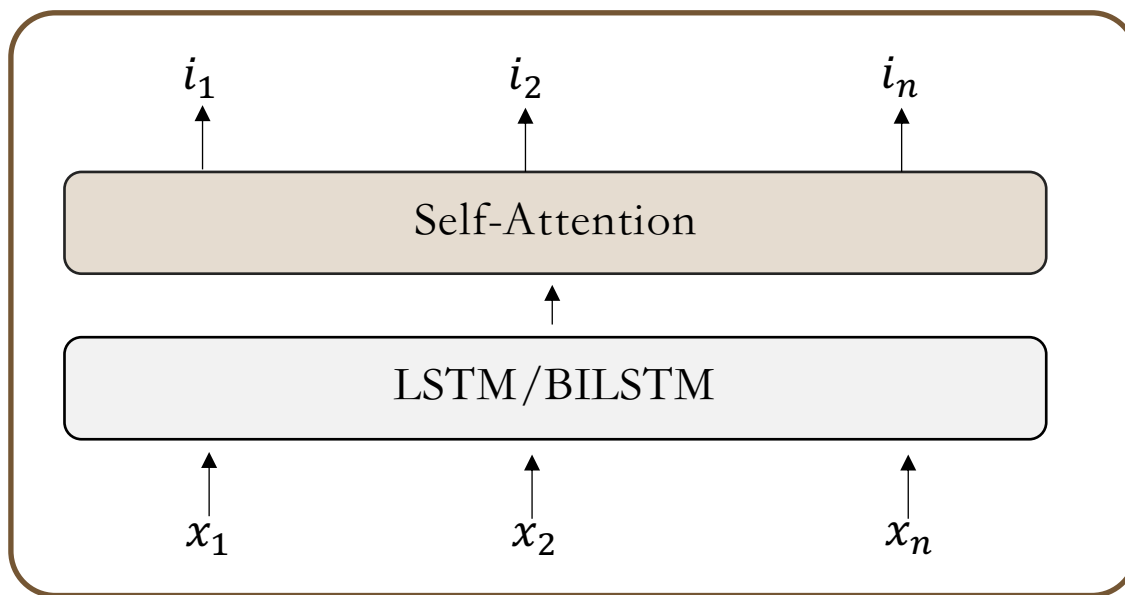 i₁ i₂ iₙ
Self-Attention
LSTM/BILSTM
x₁ x₂ xₙ